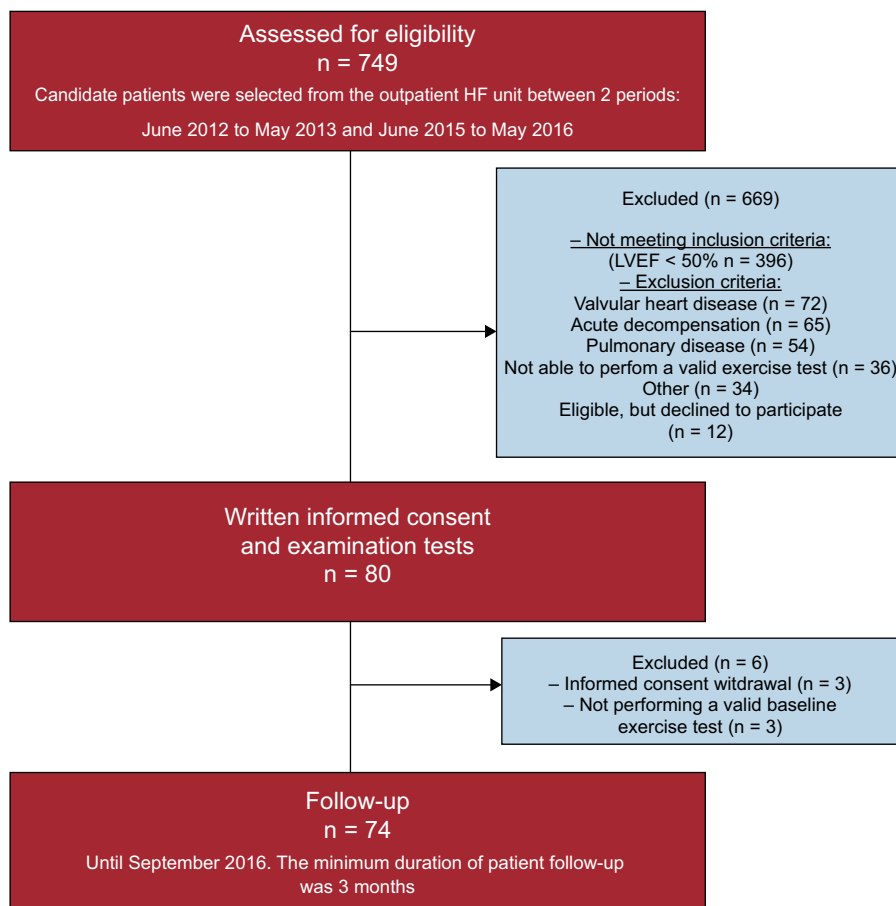 Assessed for eligibility
n = 749
Candidate patients were selected from the outpatient HF unit between 2 periods:
June 2012 to May 2013 and June 2015 to May 2016
Excluded (n = 669)
– Not meeting inclusion criteria:
(LVEF < 50% n = 396)
– Exclusion criteria:
Valvular heart disease (n = 72)
Acute decompensation (n = 65)
Pulmonary disease (n = 54)
Not able to perfom a valid exercise test (n = 36)
Other (n = 34)
Eligible, but declined to participate
(n = 12)
Written informed consent
and examination tests
n = 80
Excluded (n = 6)
– Informed consent witdrawal (n = 3)
– Not performing a valid baseline
exercise test (n = 3)
Follow-up
n = 74
Until September 2016. The minimum duration of patient follow-up
was 3 months